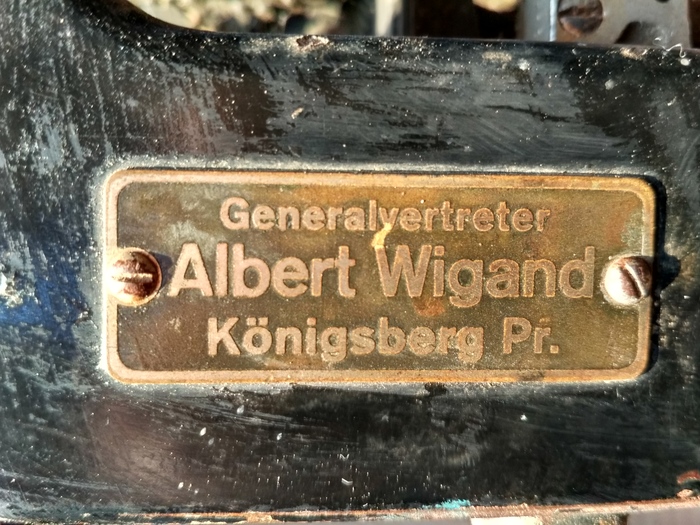 Generalvertreter
Albert Wigand
Königsberg Pr.